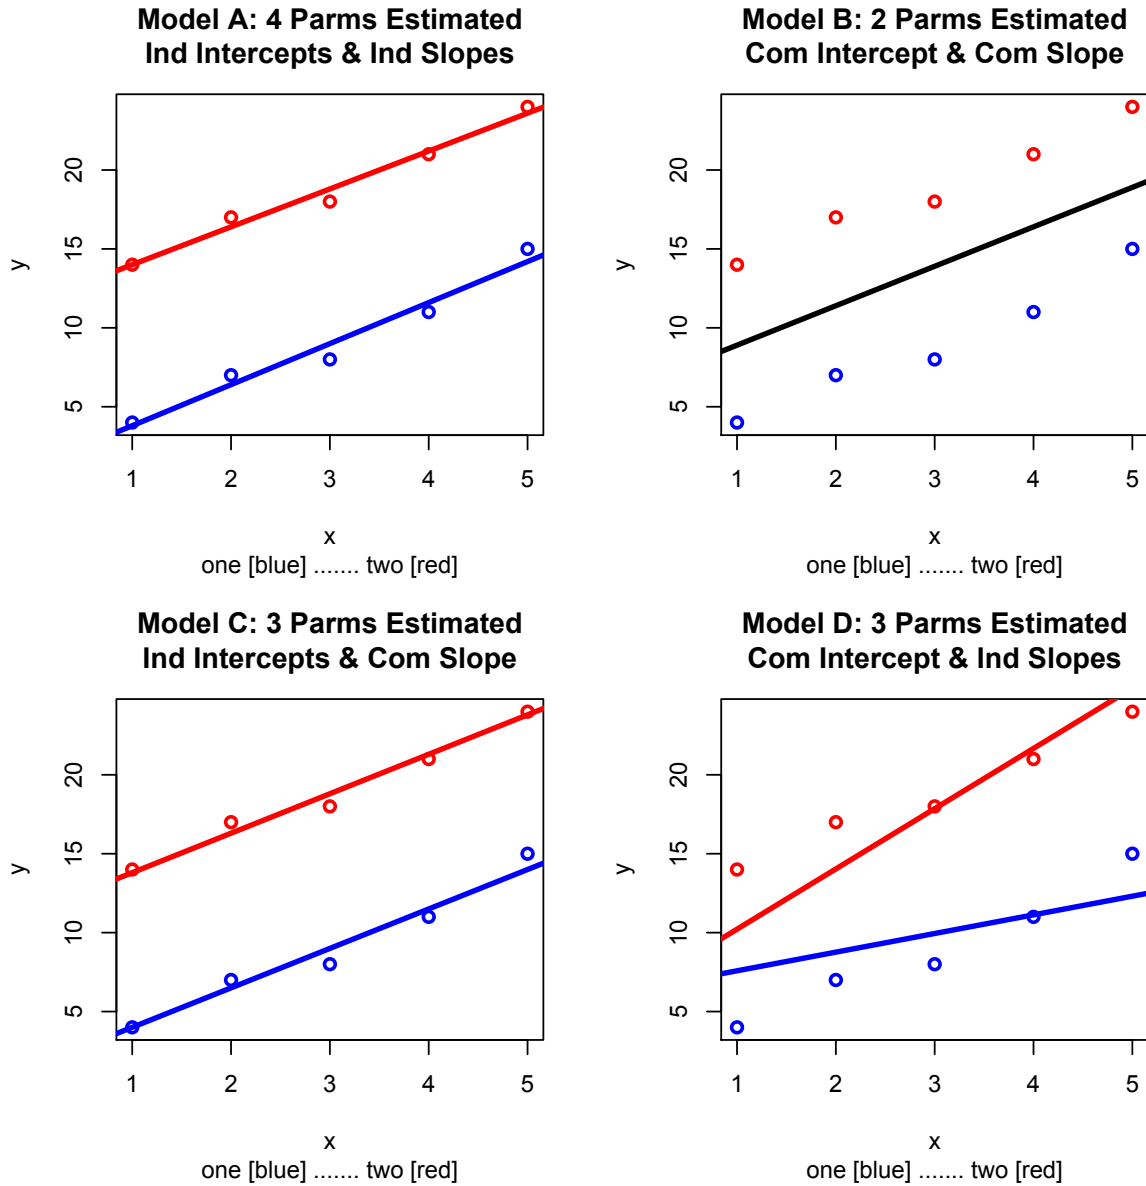 Model A: 4 Parms Estimated
Ind Intercepts & Ind Slopes
y
20
15
10
5
1 2 3 4 5
x
one [blue] ....... two [red]
Model B: 2 Parms Estimated
Com Intercept & Com Slope
y
20
15
10
5
1 2 3 4 5
x
one [blue] ....... two [red]
Model C: 3 Parms Estimated
Ind Intercepts & Com Slope
y
20
15
10
5
1 2 3 4 5
x
one [blue] ....... two [red]
Model D: 3 Parms Estimated
Com Intercept & Ind Slopes
y
20
15
10
5
1 2 3 4 5
x
one [blue] ....... two [red]